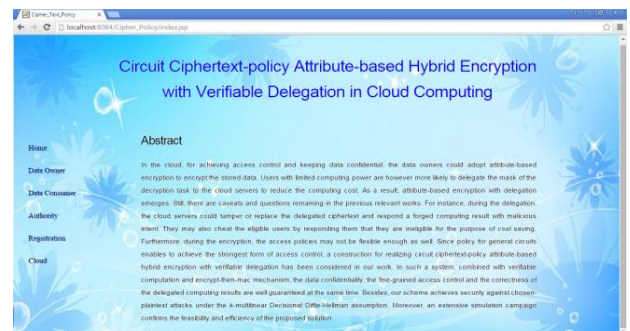 Cipher_Text_Policy
localhost:8084/Cipher_Policy/index.jsp
Circuit Ciphertext-policy Attribute-based Hybrid Encryption
with Verifiable Delegation in Cloud Computing
Abstract
Home
Data Owner
Data Consumer
Authority
Registration
Cloud
In the cloud, for achieving access control and keeping data confidential, the data owners could adopt attribute-based
encryption to encrypt the stored data. Users with limited computing power are however more likely to delegate the mask of the
decryption task to the cloud servers to reduce the computing cost. As a result, attribute-based encryption with delegation
emerges. Still, there are caveats and questions remaining in the previous relevant works. For instance, during the delegation,
the cloud servers could tamper or replace the delegated ciphertext and respond a forged computing result with malicious
intent. They may also cheat the eligible users by responding them that they are ineligible for the purpose of cost saving.
Furthermore, during the encryption, the access policies may not be flexible enough as well. Since policy for general circuits
enables to achieve the strongest form of access control, a construction for realizing circuit ciphertext-policy attribute-based
hybrid encryption with verifiable delegation has been considered in our work. In such a system, combined with verifiable
computation and encrypt-then-mac mechanism, the data confidentiality, the fine-grained access control and the correctness of
the delegated computing results are well guaranteed at the same time. Besides, our scheme achieves security against chosen-
plaintext attacks under the k-multilinear Decisional Diffie-Hellman assumption. Moreover, an extensive simulation campaign
confirms the feasibility and efficiency of the proposed solution.